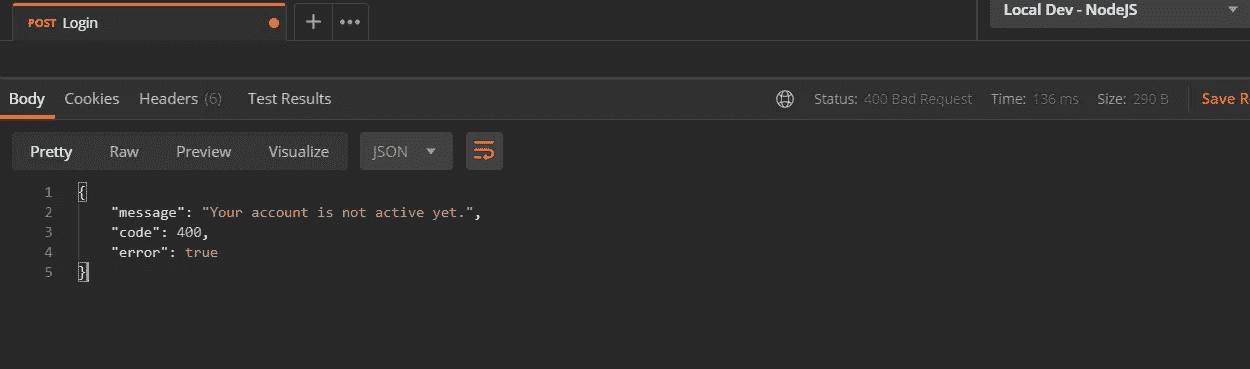 POST Login
Local Dev - NodeJS
Body Cookies Headers (6) Test Results Status: 400 Bad Request Time: 136 ms Size: 290 B Save R
Pretty Raw Preview Visualize JSON
1 {
2 "message": "Your account is not active yet.",
3 "code": 400,
4 "error": true
5 }